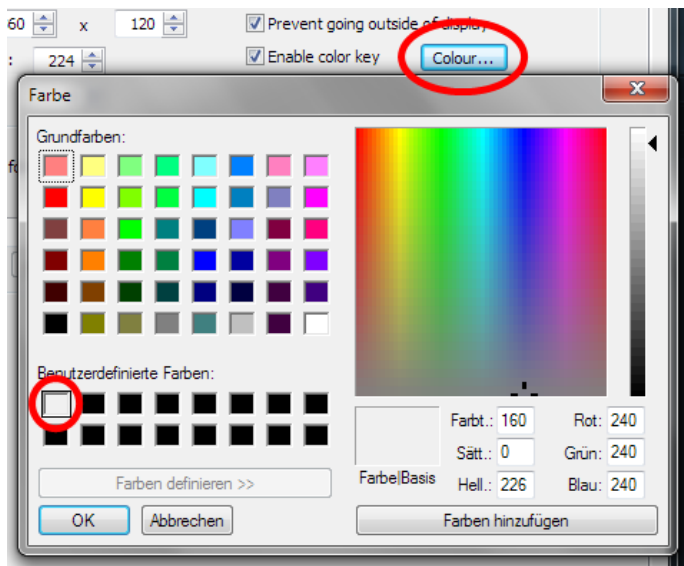 60 x 120 Prevent going outside of display
: 224 Enable color key Colour...
Farbe
Grundfarben:
Benutzerdefinierte Farben:
Farben definieren >>
OK Abbrechen
Farbe|Basis
Farbt.: 160 Rot: 240
Sätt.: 0 Grün: 240
Hell.: 226 Blau: 240
Farben hinzufügen